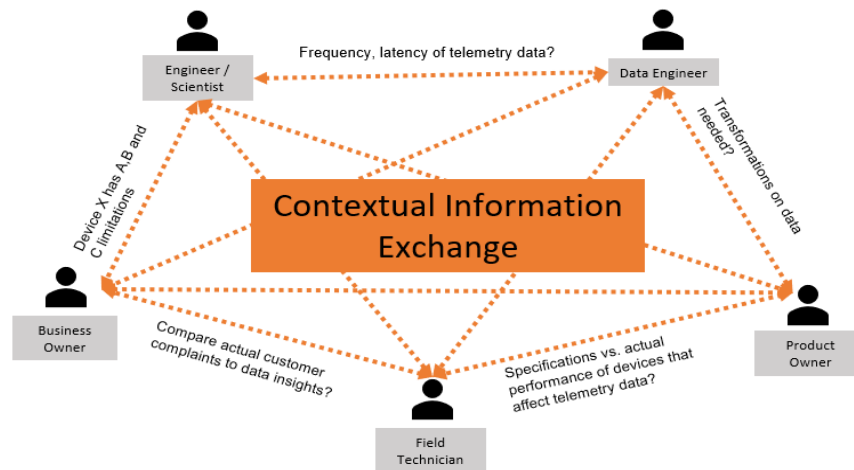 Frequency, latency of telemetry data?
Engineer /
Scientist
Data Engineer
Transformations on data
needed?
Device X has A,B and
C limitations
Contextual Information
Exchange
Business
Owner
Product
Owner
Compare actual customer
complaints to data insights?
Specifications vs. actual
performance of devices that
affect telemetry data?
Field
Technician